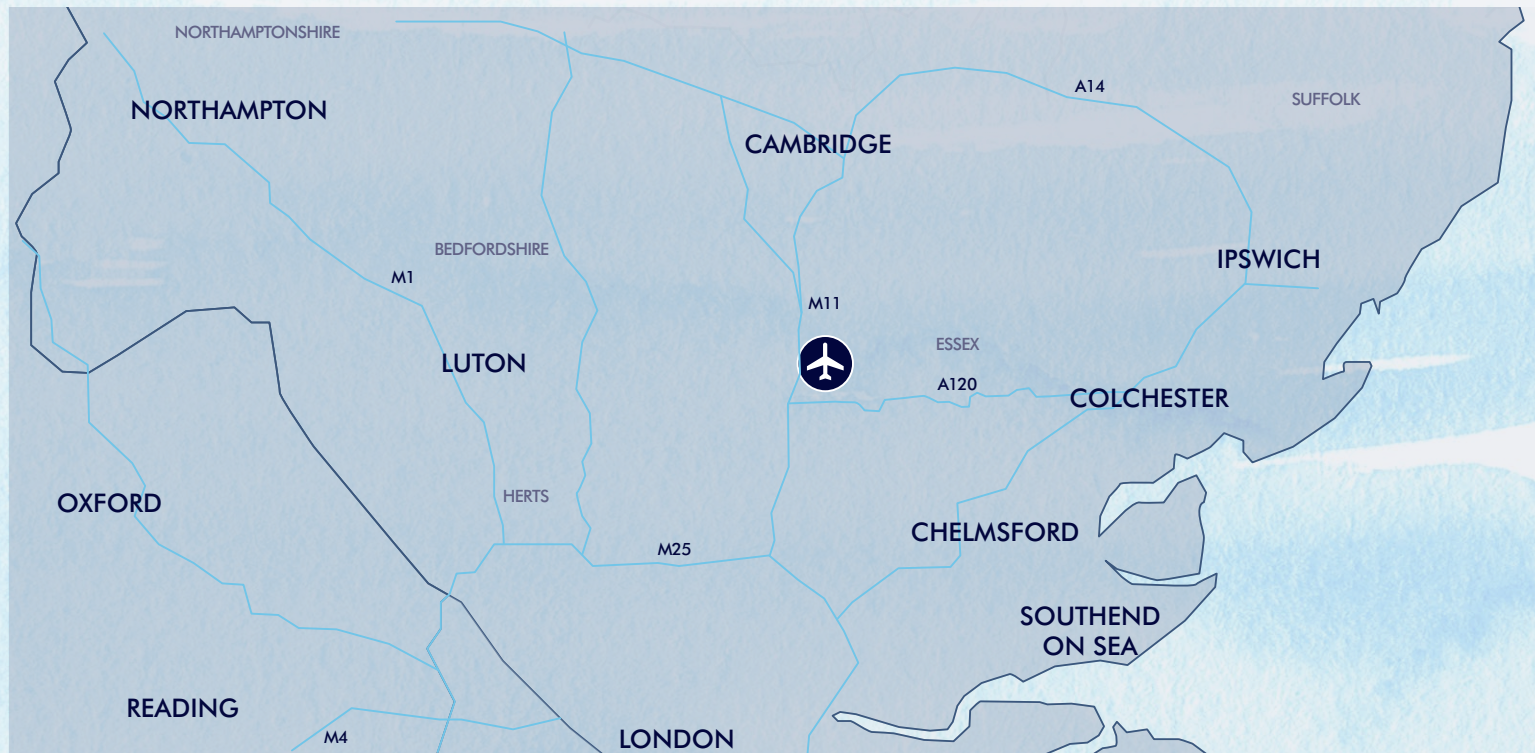 NORTHAMPTONSHIRE
A14
SUFFOLK
NORTHAMPTON
CAMBRIDGE
BEDFORDSHIRE
IPSWICH
M1
M11
ESSEX
LUTON
A120
COLCHESTER
HERTS
OXFORD
CHELMSFORD
M25
SOUTHEND
ON SEA
READING
M4
LONDON